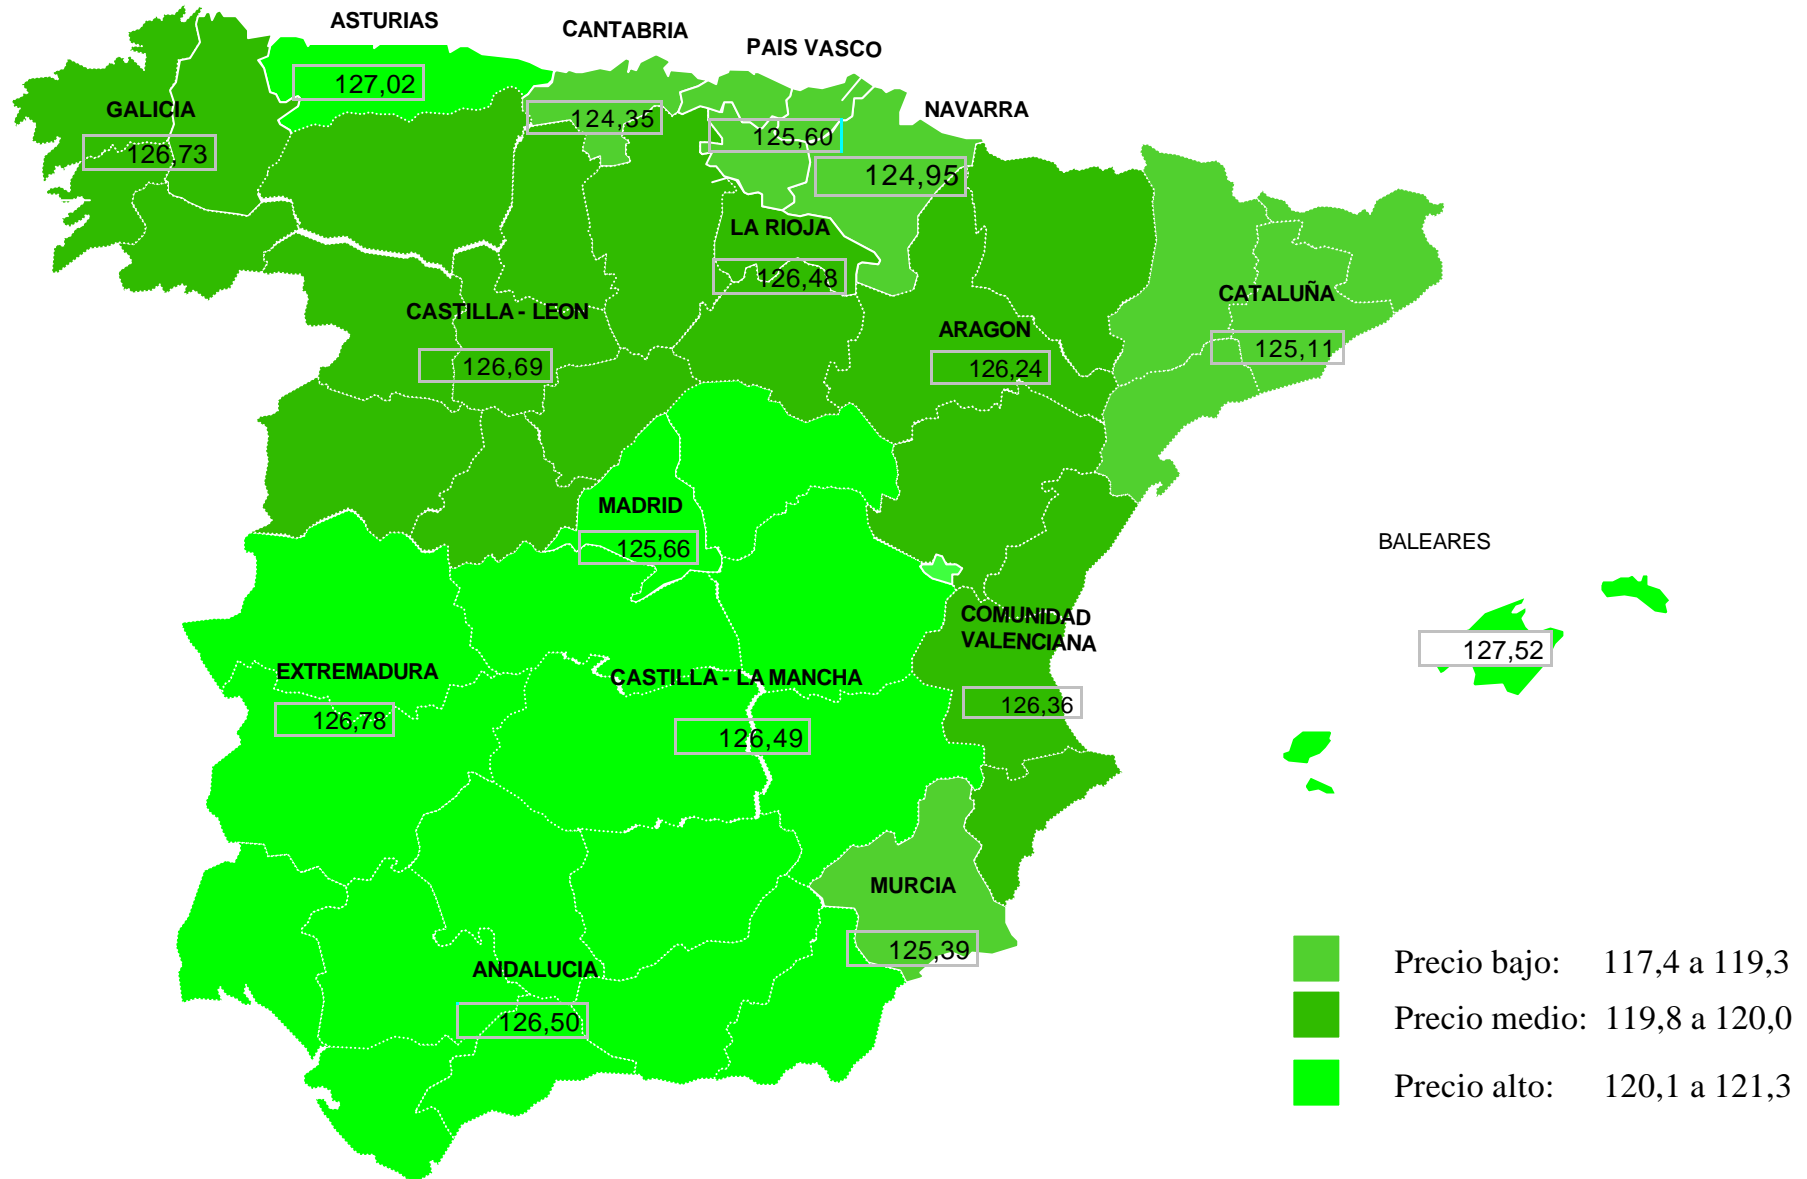 ASTURIAS
127,02
CANTABRIA
124,35
PAIS VASCO
125,60
NAVARRA
124,95
GALICIA
126,73
LA RIOJA
126,48
CASTILLA - LEON
126,69
ARAGON
126,24
CATALUÑA
125,11
MADRID
125,66
BALEARES
127,52
COMUNIDAD
VALENCIANA
126,36
EXTREMADURA
126,78
CASTILLA - LA MANCHA
126,49
MURCIA
125,39
ANDALUCIA
126,50
Precio bajo: 117,4 a 119,3
Precio medio: 119,8 a 120,0
Precio alto: 120,1 a 121,3